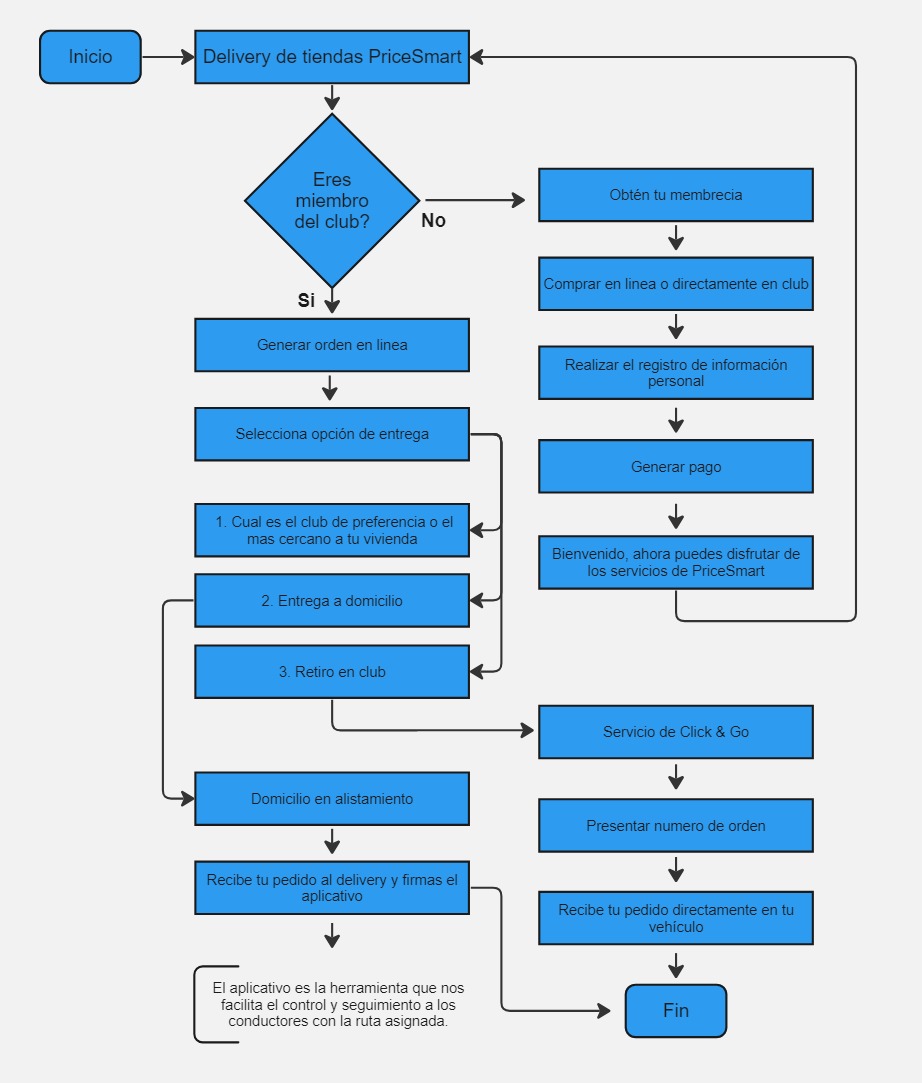 Inicio
Delivery de tiendas PriceSmart
Eres
miembro
del club?
No
Si
Obtén tu membrecia
Comprar en linea o directamente en club
Realizar el registro de información
personal
Generar pago
Bienvenido, ahora puedes disfrutar de
los servicios de PriceSmart
Generar orden en linea
Selecciona opción de entrega
1. Cual es el club de preferencia o el
mas cercano a tu vivienda
2. Entrega a domicilio
3. Retiro en club
Servicio de Click & Go
Presentar numero de orden
Recibe tu pedido directamente en tu
vehículo
Domicilio en alistamiento
Recibe tu pedido al delivery y firmas el
aplicativo
El aplicativo es la herramienta que nos
facilita el control y seguimiento a los
conductores con la ruta asignada.
Fin